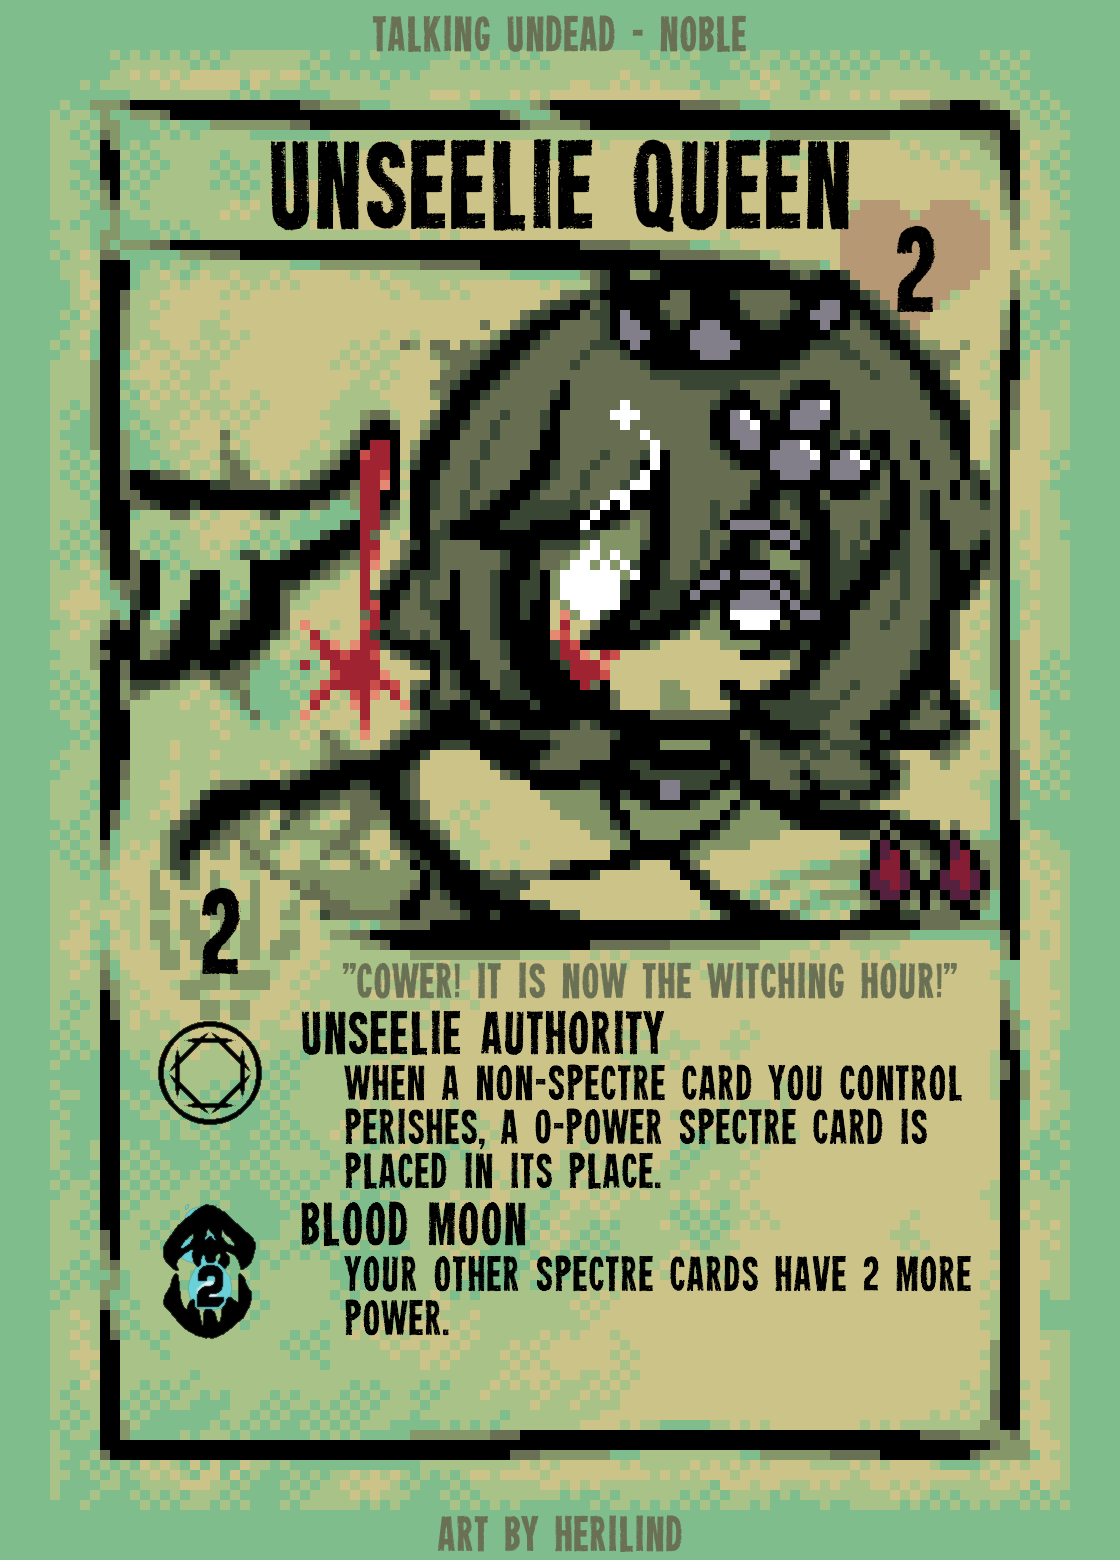 TALKING UNDEAD - NOBLE
UNSEELIE QUEEN
2
2
"COWER! IT IS NOW THE WITCHING HOUR!"
UNSEELIE AUTHORITY
WHEN A NON-SPECTRE CARD YOU CONTROL
PERISHES, A 0-POWER SPECTRE CARD IS
PLACED IN ITS PLACE.
BLOOD MOON
2
YOUR OTHER SPECTRE CARDS HAVE 2 MORE
POWER.
ART BY HERILIND